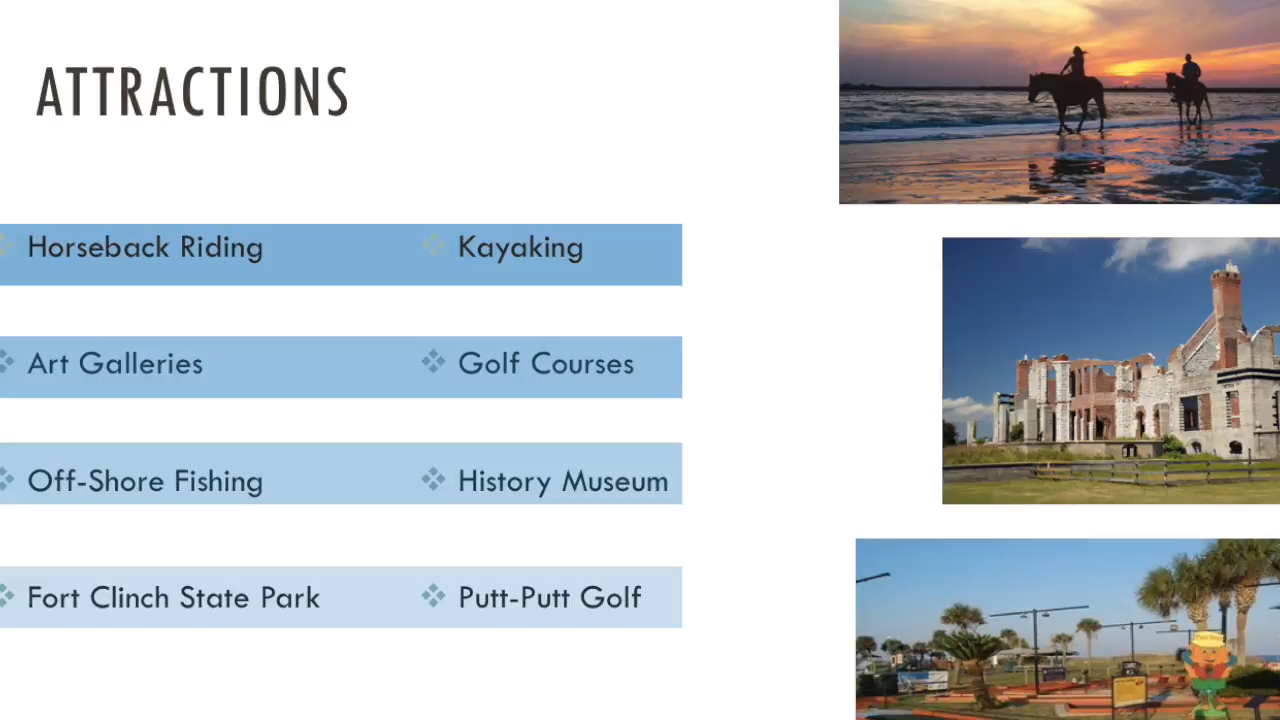 ATTRACTIONS
Horseback Riding
Kayaking
Art Galleries
Golf Courses
Off-Shore Fishing
History Museum
Fort Clinch State Park
Putt-Putt Golf